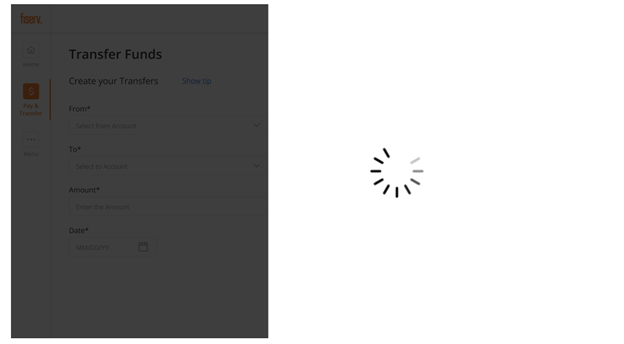 fiserv.
Transfer Funds
Create your Transfers Show tip
Home
From*
Pay &
Transfer
Select from Account
To*
Menu
Select to Account
Amount*
Enter the Amount
Date*
MM/DD/YY